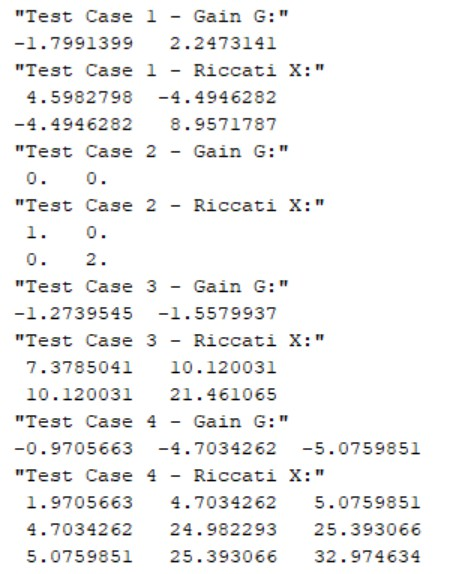 "Test Case 1 - Gain G:"
-1.7991399   2.2473141
"Test Case 1 - Riccati X:"
4.5982798  -4.4946282
-4.4946282   8.9571787
"Test Case 2 - Gain G:"
0.   0.
"Test Case 2 - Riccati X:"
1.   0.
0.   2.
"Test Case 3 - Gain G:"
-1.2739545  -1.5579937
"Test Case 3 - Riccati X:"
7.3785041   10.120031
10.120031   21.461065
"Test Case 4 - Gain G:"
-0.9705663  -4.7034262  -5.0759851
"Test Case 4 - Riccati X:"
1.9705663   4.7034262   5.0759851
4.7034262   24.982293   25.393066
5.0759851   25.393066   32.974634